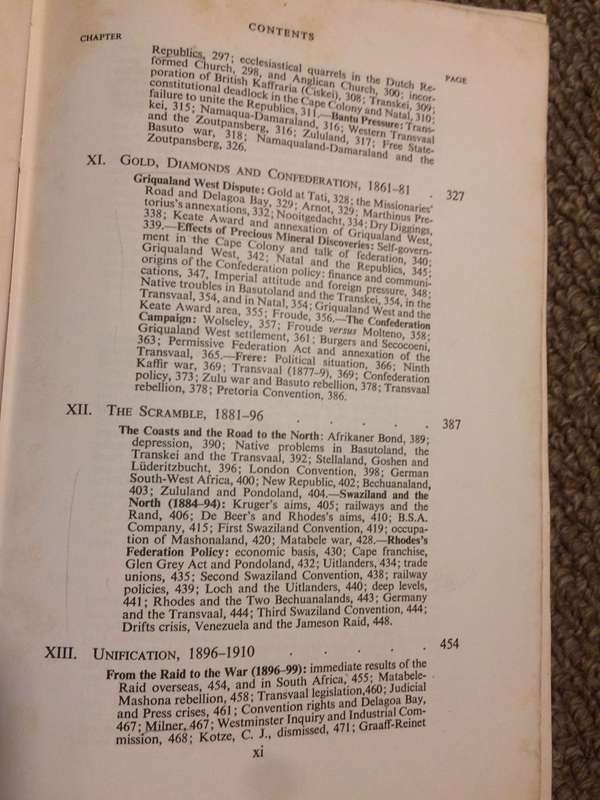 CONTENTS
CHAPTER
PAGE
Republics, 297; ecclesiastical quarrels in the Dutch Re-
formed Church, 298, and Anglican Church, 300; incor-
poration of British Kaffraria (Ciskei), 308; Transkei, 309;
constitutional deadlock in the Cape Colony and Natal, 310;
failure to unite the Republics, 311.—Bantu Pressure: Trans-
kei, 315; Namaqua-Damaraland, 316; Western Transvaal
and the Zoutpansberg, 316; Zululand, 317; Free State-
Basuto war, 318; Namaqualand-Damaraland and the
Zoutpansberg, 326.
XI. GOLD, DIAMONDS AND CONFEDERATION, 1861–81 . 327
Griqualand West Dispute: Gold at Tati, 328; the Missionaries'
Road and Delagoa Bay, 329; Arnot, 329; Marthinus Pre-
torius's annexations, 332; Nooitgedacht, 334; Dry Diggings,
338; Keate Award and annexation of Griqualand West,
339.—Effects of Precious Mineral Discoveries: Self-govern-
ment in the Cape Colony and talk of federation, 340;
Griqualand West, 342; Natal and the Republics, 345;
origins of the Confederation policy: finance and communi-
cations, 347, Imperial attitude and foreign pressure, 348;
Native troubles in Basutoland and the Transkei, 354, in the
Transvaal, 354, and in Natal, 354; Griqualand West and the
Keate Award area, 355; Froude, 356.—The Confederation
Campaign: Wolseley, 357; Froude versus Molteno, 358;
Griqualand West settlement, 361; Burgers and Secocoeni,
363; Permissive Federation Act and annexation of the
Transvaal, 365.—Frere: Political situation, 366; Ninth
Kaffir war, 369; Transvaal (1877–9), 369; Confederation
policy, 373; Zulu war and Basuto rebellion, 378; Transvaal
rebellion, 378; Pretoria Convention, 386.
XII. THE SCRAMBLE, 1881–96 . . . . . 387
The Coasts and the Road to the North: Afrikaner Bond, 389;
depression, 390; Native problems in Basutoland, the
Transkei and the Transvaal, 392; Stellaland, Goshen and
Lüderitzbucht, 396; London Convention, 398; German
South-West Africa, 400; New Republic, 402; Bechuanaland,
403; Zululand and Pondoland, 404.—Swaziland and the
North (1884–94): Kruger's aims, 405; railways and the
Rand, 406; De Beer's and Rhodes's aims, 410; B.S.A.
Company, 415; First Swaziland Convention, 419; occupa-
tion of Mashonaland, 420; Matabele war, 428.—Rhodes's
Federation Policy: economic basis, 430; Cape franchise,
Glen Grey Act and Pondoland, 432; Uitlanders, 434; trade
unions, 435; Second Swaziland Convention, 438; railway
policies, 439; Loch and the Uitlanders, 440; deep levels,
441; Rhodes and the Two Bechuanalands, 443; Germany
and the Transvaal, 444; Third Swaziland Convention, 444;
Drifts crisis, Venezuela and the Jameson Raid, 448.
XIII. UNIFICATION, 1896–1910 . . . . . 454
From the Raid to the War (1896–99): immediate results of the
Raid overseas, 454, and in South Africa, 455; Matabele-
Mashona rebellion, 458; Transvaal legislation,460; Judicial
and Press crises, 461; Convention rights and Delagoa Bay,
467; Milner, 467; Westminster Inquiry and Industrial Com-
mission, 468; Kotze, C. J., dismissed, 471; Graaff-Reinet
xi